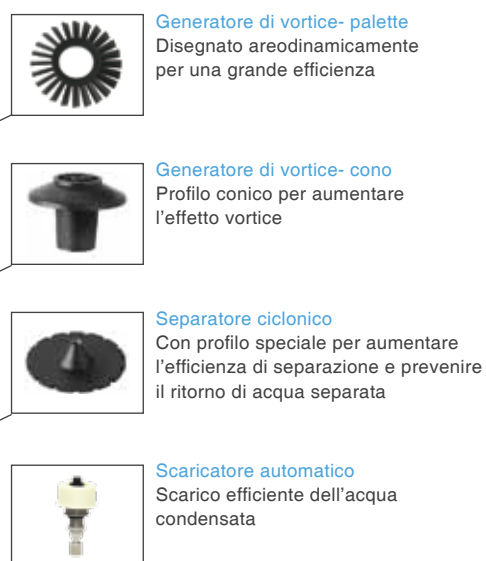 Generatore di vortice- palette
Disegnato areodinamicamente
per una grande efficienza
Generatore di vortice- cono
Profilo conico per aumentare
l'effetto vortice
Separatore ciclonico
Con profilo speciale per aumentare
l'efficienza di separazione e prevenire
il ritorno di acqua separata
Scaricatore automatico
Scarico efficiente dell'acqua
condensata